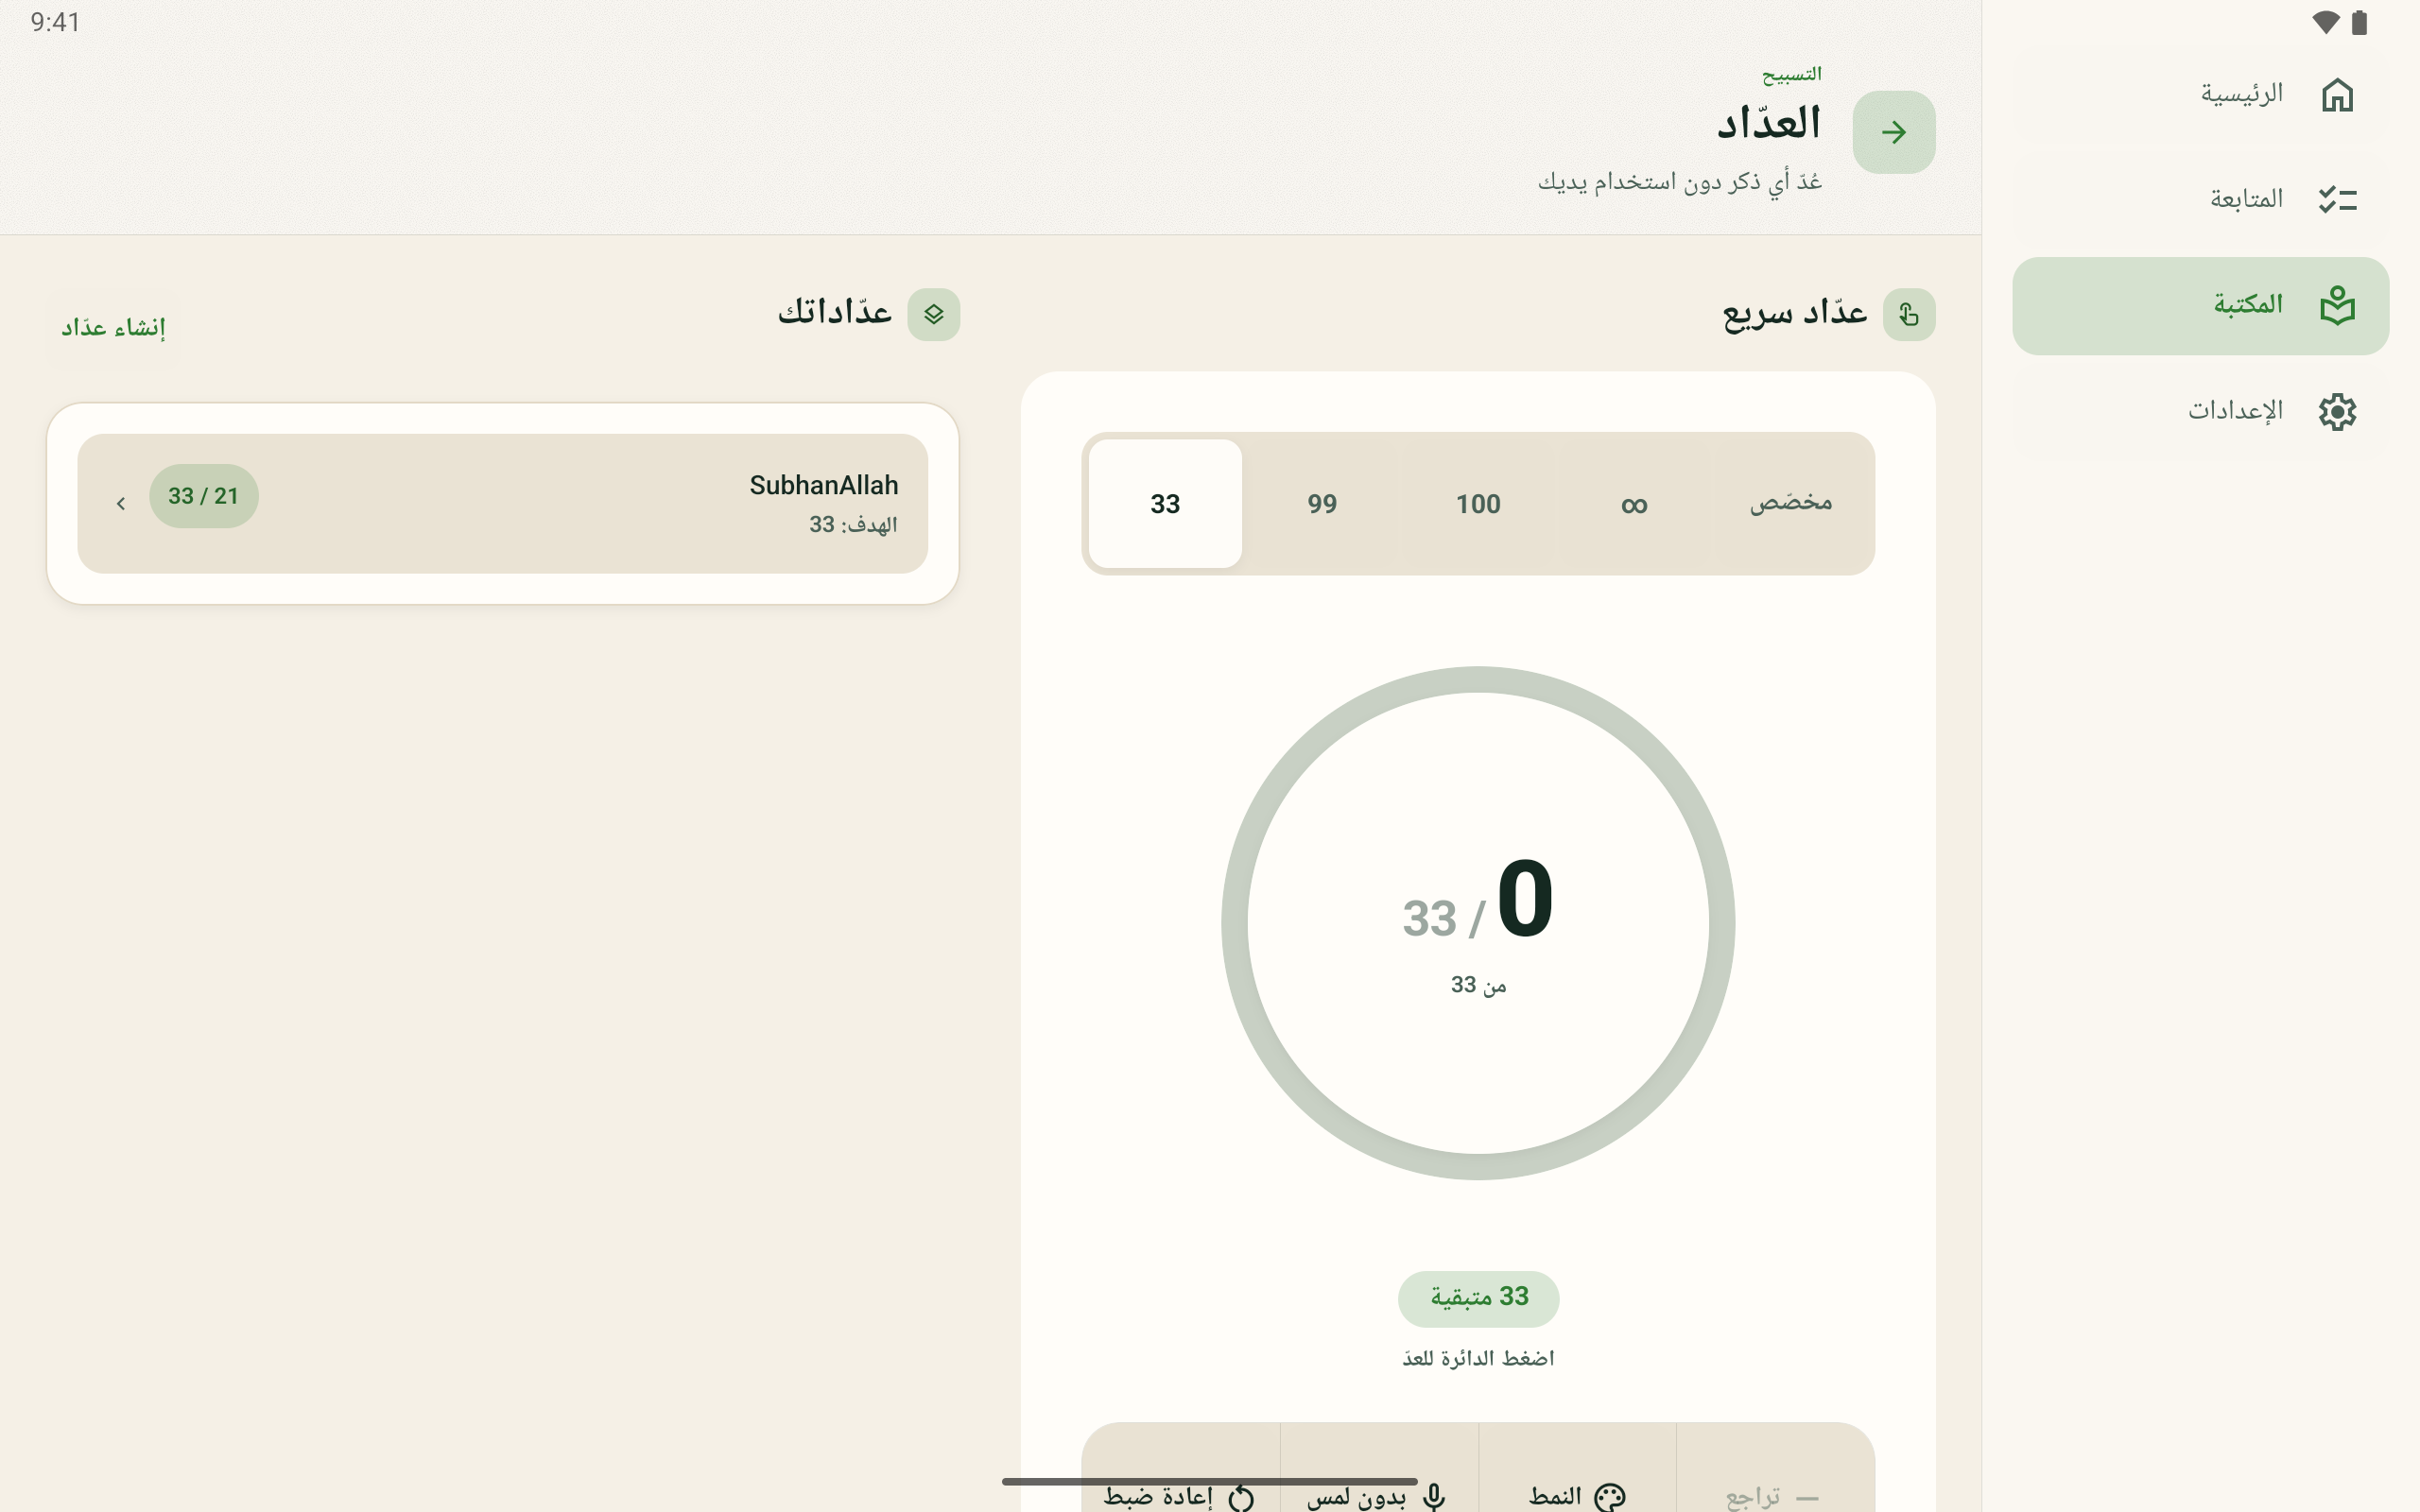 9:41
الرئيسية
المتابعة
المكتبة
الإعدادات
التسبيح
العدّاد
عُدّ أي ذكر دون استخدام يديك
عدّاد سريع
مخصّص
∞
100
99
33
0 / 33
من 33
33 متبقية
اضغط الدائرة للعدّ
تراجع
النمط
بدون لمس
إعادة ضبط
عدّاداتك
إنشاء عدّاد
SubhanAllah
الهدف: 33
33 / 21